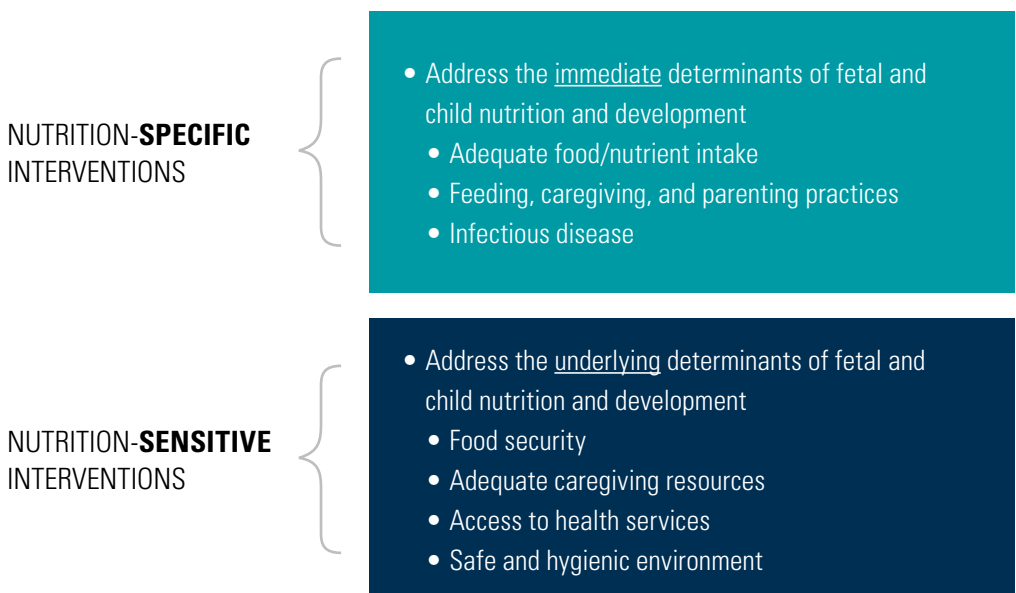 NUTRITION-SPECIFIC
INTERVENTIONS
• Address the immediate determinants of fetal and
child nutrition and development
• Adequate food/nutrient intake
• Feeding, caregiving, and parenting practices
• Infectious disease
NUTRITION-SENSITIVE
INTERVENTIONS
• Address the underlying determinants of fetal and
child nutrition and development
• Food security
• Adequate caregiving resources
• Access to health services
• Safe and hygienic environment